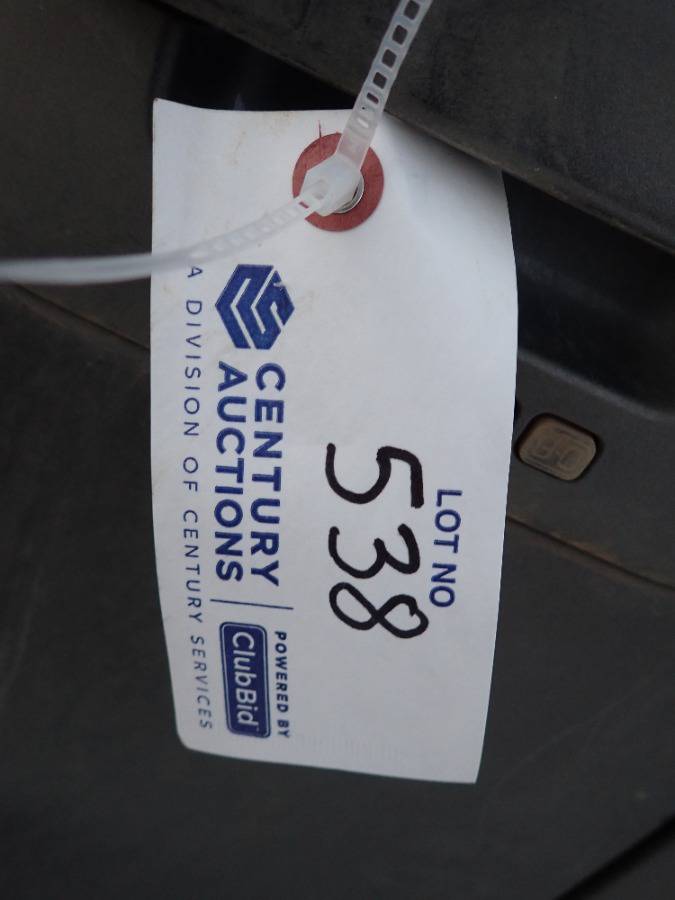 LOT NO
538
CENTURY
AUCTIONS
POWERED BY
ClubBid
A DIVISION OF CENTURY SERVICES